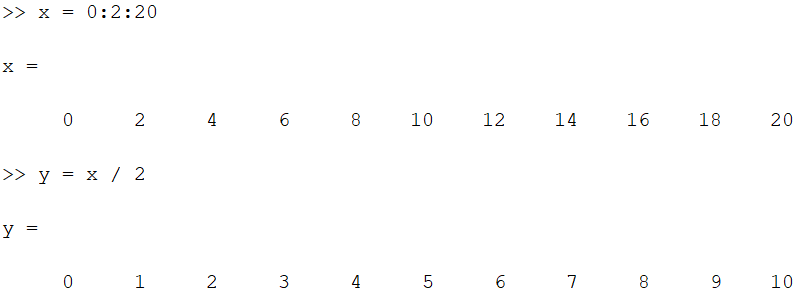 >> x = 0:2:20
x =
0 2 4 6 8 10 12 14 16 18 20
>> y = x / 2
y =
0 1 2 3 4 5 6 7 8 9 10